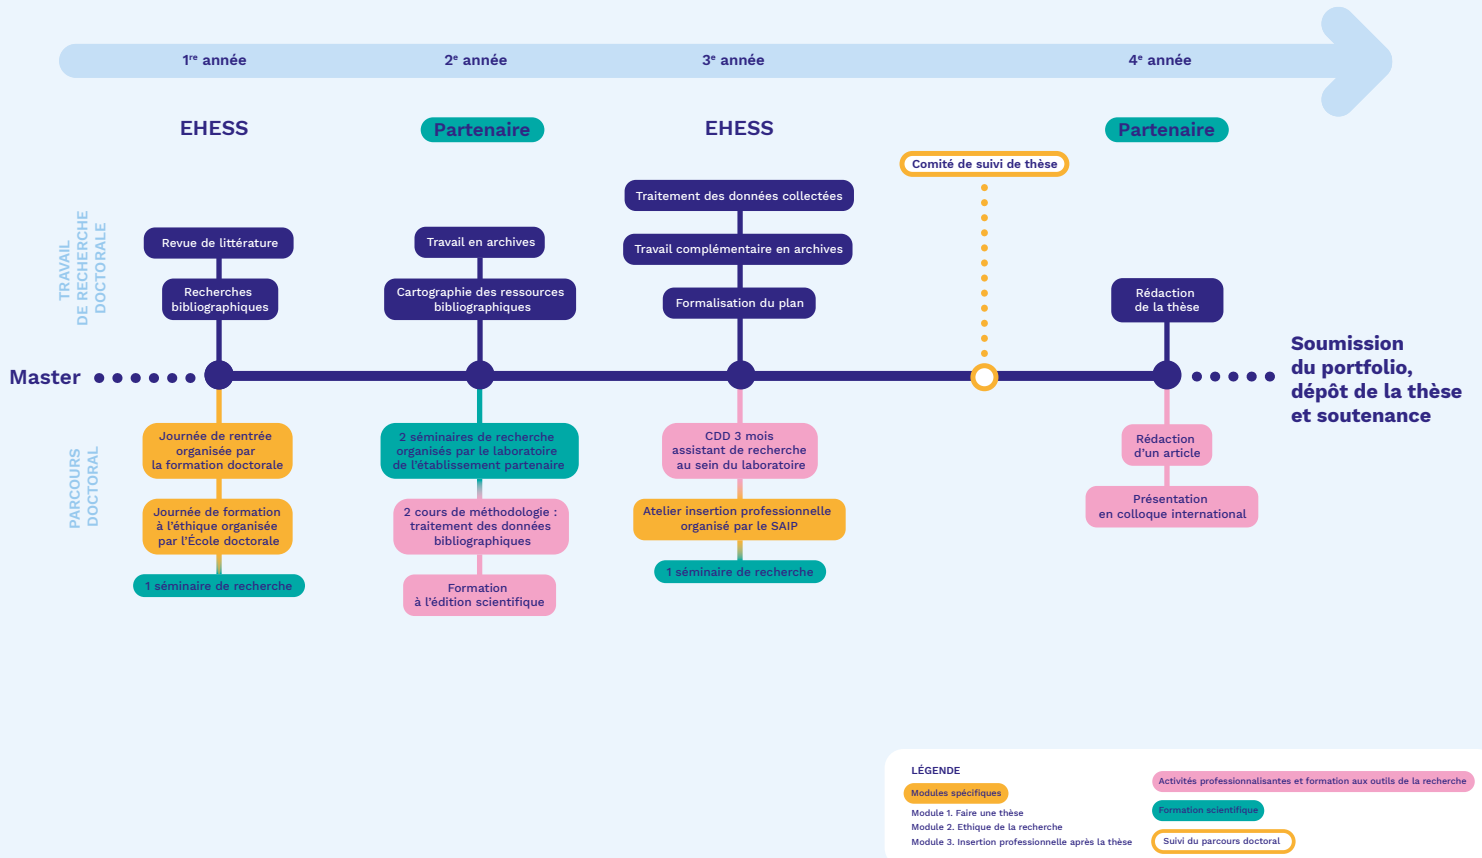 1re année
2e année
3e année
4e année
EHESS
Partenaire
EHESS
Partenaire
Comité de suivi de thèse
TRAVAIL
DE RECHERCHE
DOCTORALE
Revue de littérature
Recherches
bibliographiques
Travail en archives
Cartographie des ressources
bibliographiques
Traitement des données collectées
Travail complémentaire en archives
Formalisation du plan
Rédaction
de la thèse
Master
Soumission
du portfolio,
dépôt de la thèse
et soutenance
PARCOURS
DOCTORAL
Journée de rentrée
organisée par
la formation doctorale
Journée de formation
à l'éthique organisée
par l'École doctorale
1 séminaire de recherche
2 séminaires de recherche
organisés par le laboratoire
de l'établissement partenaire
2 cours de méthodologie :
traitement des données
bibliographiques
Formation
à l'édition scientifique
CDD 3 mois
assistant de recherche
au sein du laboratoire
Atelier insertion professionnelle
organisé par le SAIP
1 séminaire de recherche
Rédaction
d'un article
Présentation
en colloque international
LÉGENDE
Modules spécifiques
Module 1. Faire une thèse
Module 2. Ethique de la recherche
Module 3. Insertion professionnelle après la thèse
Activités professionnalisantes et formation aux outils de la recherche
Formation scientifique
Suivi du parcours doctoral